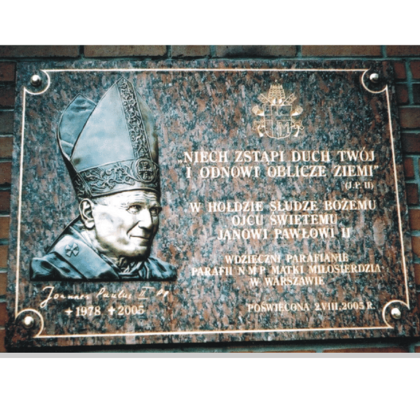 „NIECH ZSTĄPI DUCH TWÓJ
I ODNOWI OBLICZE ZIEMI"
(J.P. II)
W HOŁDZIE SŁUDZE BOŻEMU
OJCU ŚWIĘTEMU
JANOWI PAWŁOWI II
WDZIĘCZNI PARAFIANIE
PARAFII N M P MATKI MIŁOSIERDZIA
W WARSZAWIE
POŚWIĘCONA 2.VIII.2005 R.
Joannes Paulus II
+1978 +2005